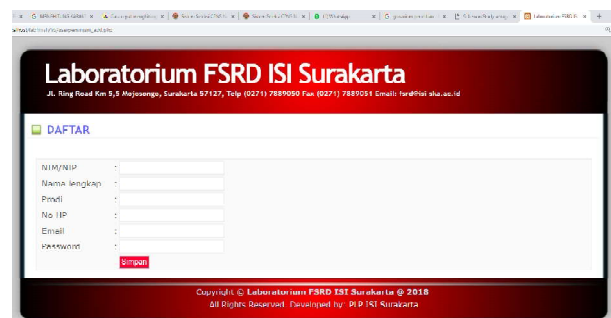 Laboratorium FSRD ISI Surakarta
Jl. Ring Road Km 5,5 Mojosongo, Surakarta 57127, Telp (0271) 7889050 Fax (0271) 7889051 Email: fsrd@isi-ska.ac.id
DAFTAR
NIM/NIP :
Nama lengkap :
Prodi :
No HP :
Email :
Password :
Simpan
Copyright © Laboratorium FSRD ISI Surakarta @ 2018
All Rights Reserved. Developed by: PLP ISI Surakarta